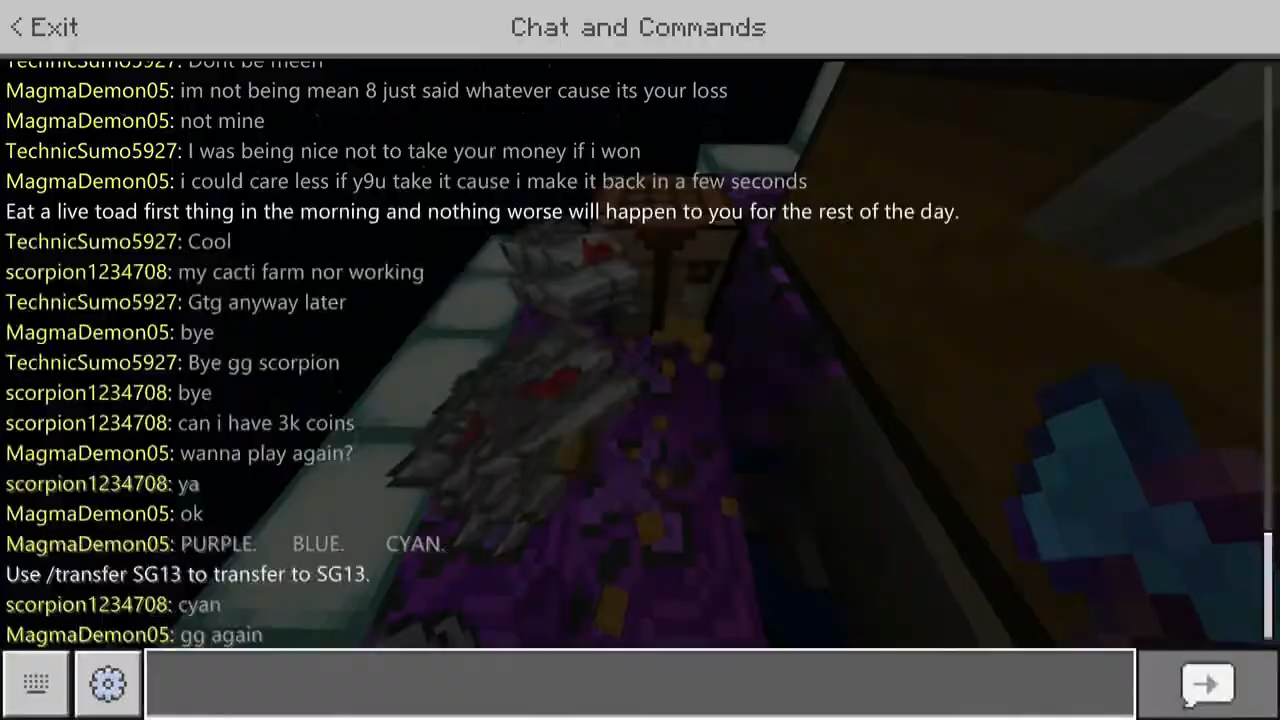 < Exit
Chat and Commands
TechnicSumo5927: Dont be meen
MagmaDemon05: im not being mean 8 just said whatever cause its your loss
MagmaDemon05: not mine
TechnicSumo5927: I was being nice not to take your money if i won
MagmaDemon05: i could care less if y9u take it cause i make it back in a few seconds
Eat a live toad first thing in the morning and nothing worse will happen to you for the rest of the day.
TechnicSumo5927: Cool
scorpion1234708: my cacti farm nor working
TechnicSumo5927: Gtg anyway later
MagmaDemon05: bye
TechnicSumo5927: Bye gg scorpion
scorpion1234708: bye
scorpion1234708: can i have 3k coins
MagmaDemon05: wanna play again?
scorpion1234708: ya
MagmaDemon05: ok
MagmaDemon05: PURPLE. BLUE. CYAN.
Use /transfer SG13 to transfer to SG13.
scorpion1234708: cyan
MagmaDemon05: gg again